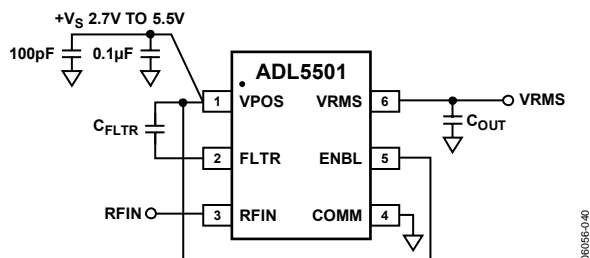 +VS 2.7V TO 5.5V
100pF 0.1µF
ADL5501
1 VPOS VRMS 6 VRMS
CFLTR COUT
2 FLTR ENBL 5
RFIN 3 RFIN COMM 4
06056-040